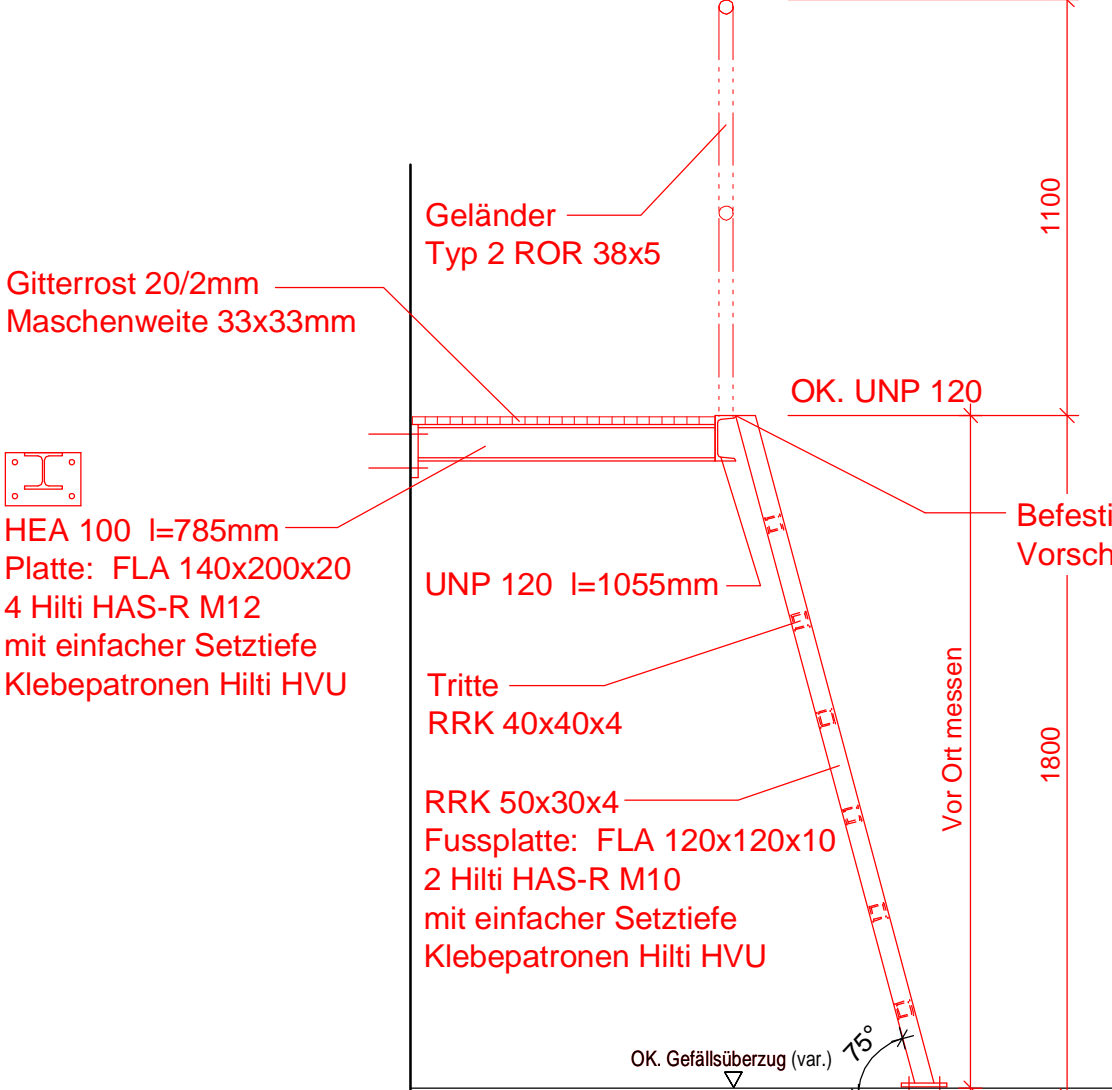 1100
Geländer
Typ 2 ROR 38x5
Gitterrost 20/2mm
Maschenweite 33x33mm
OK. UNP 120
HEA 100 l=785mm
Platte: FLA 140x200x20
4 Hilti HAS-R M12
mit einfacher Setztiefe
Klebepatronen Hilti HVU
Befesti
Vorsch
UNP 120 l=1055mm
Tritte
RRK 40x40x4
Vor Ort messen
1800
RRK 50x30x4
Fussplatte: FLA 120x120x10
2 Hilti HAS-R M10
mit einfacher Setztiefe
Klebepatronen Hilti HVU
OK. Gefällsüberzug (var.)
75°